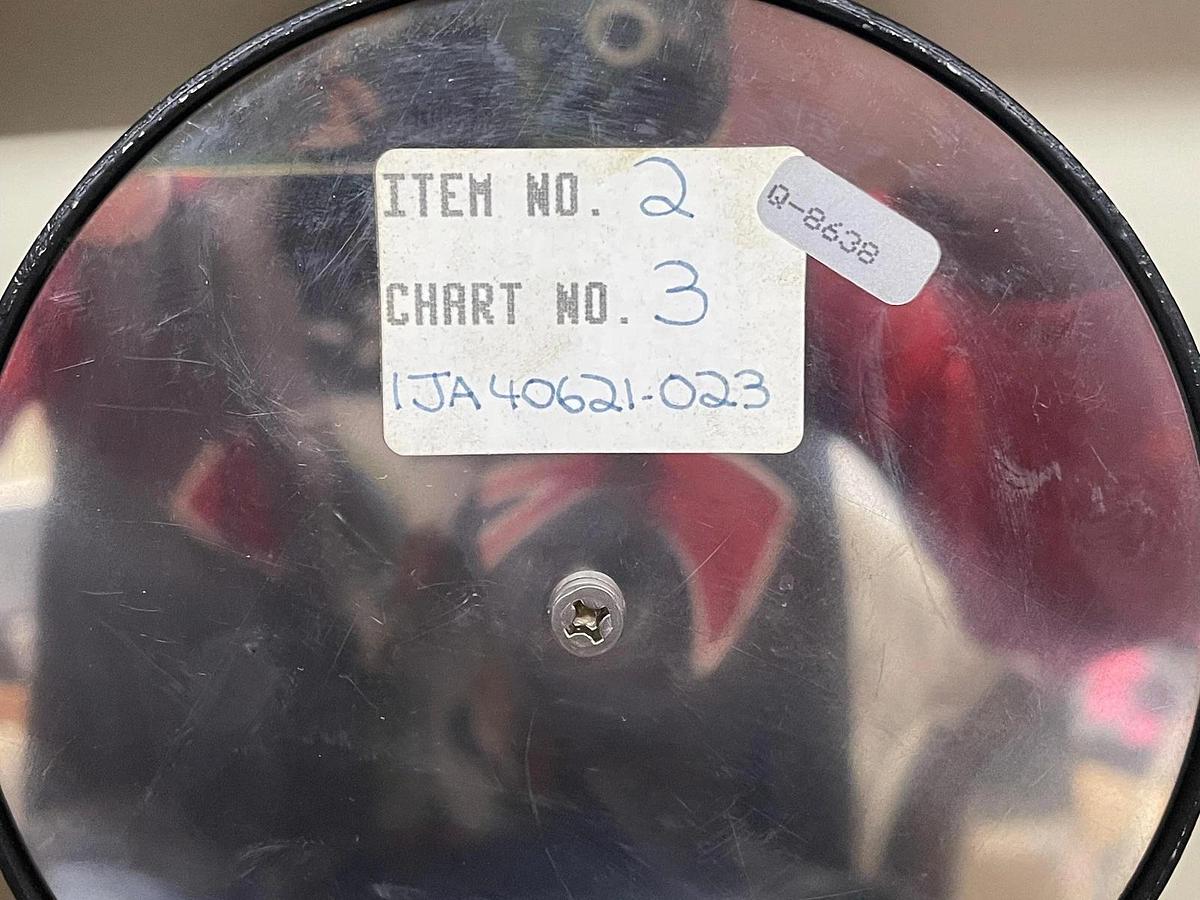 ITEM NO. 2
Q-8638
CHART NO. 3
1JA40621-023